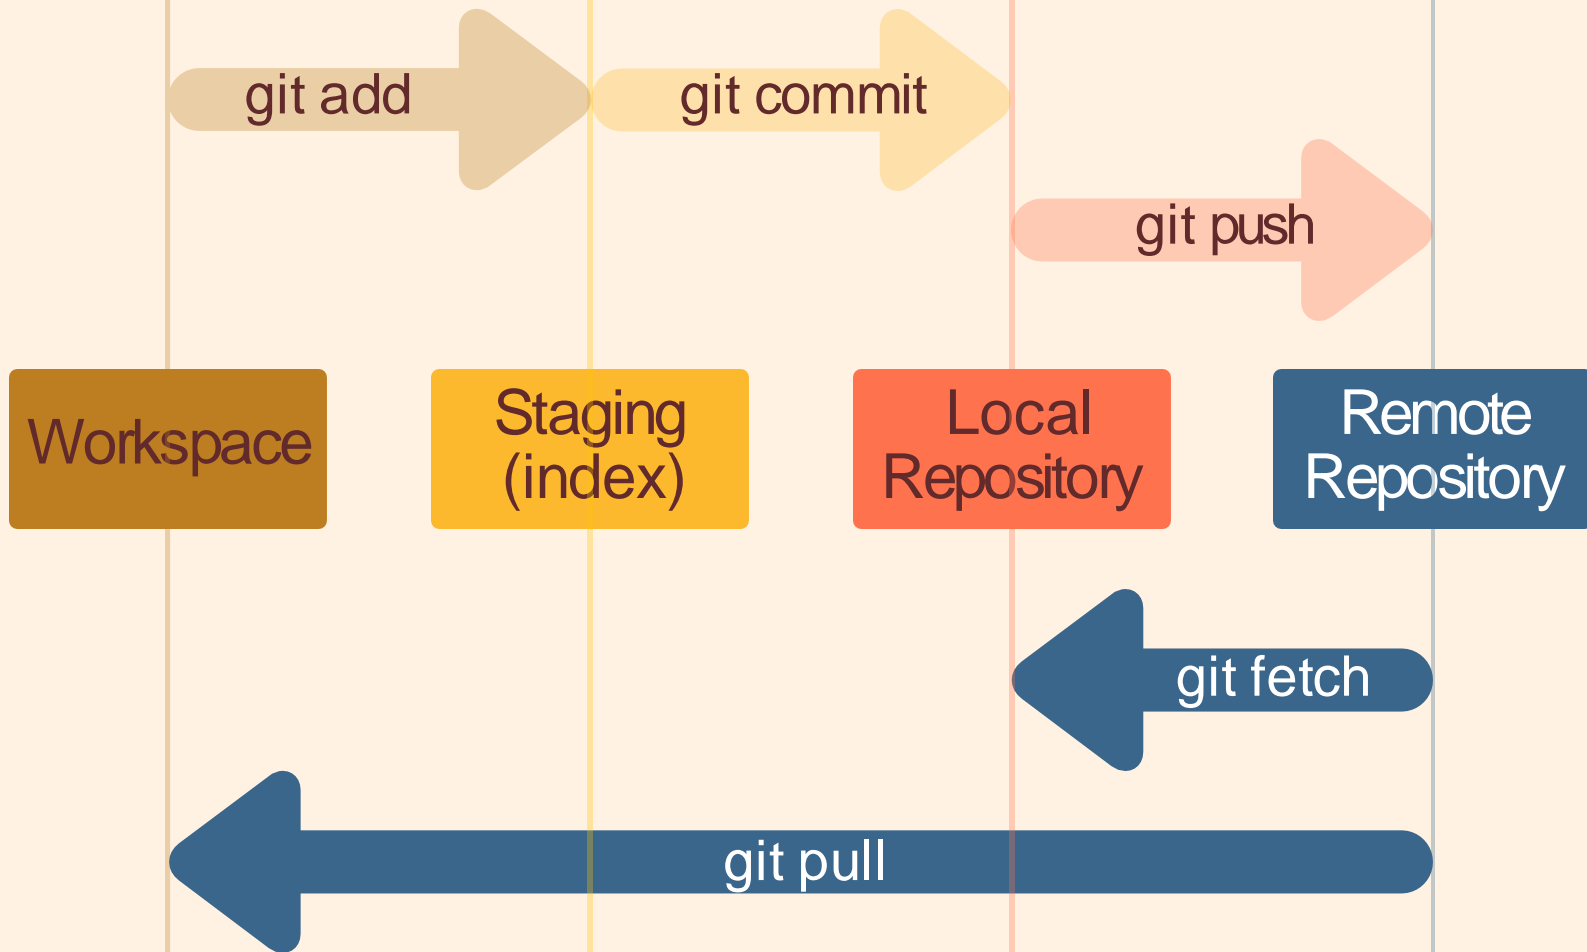 git add
git commit
git push
Workspace
Staging
(index)
Local
Repository
Remote
Repository
git fetch
git pull